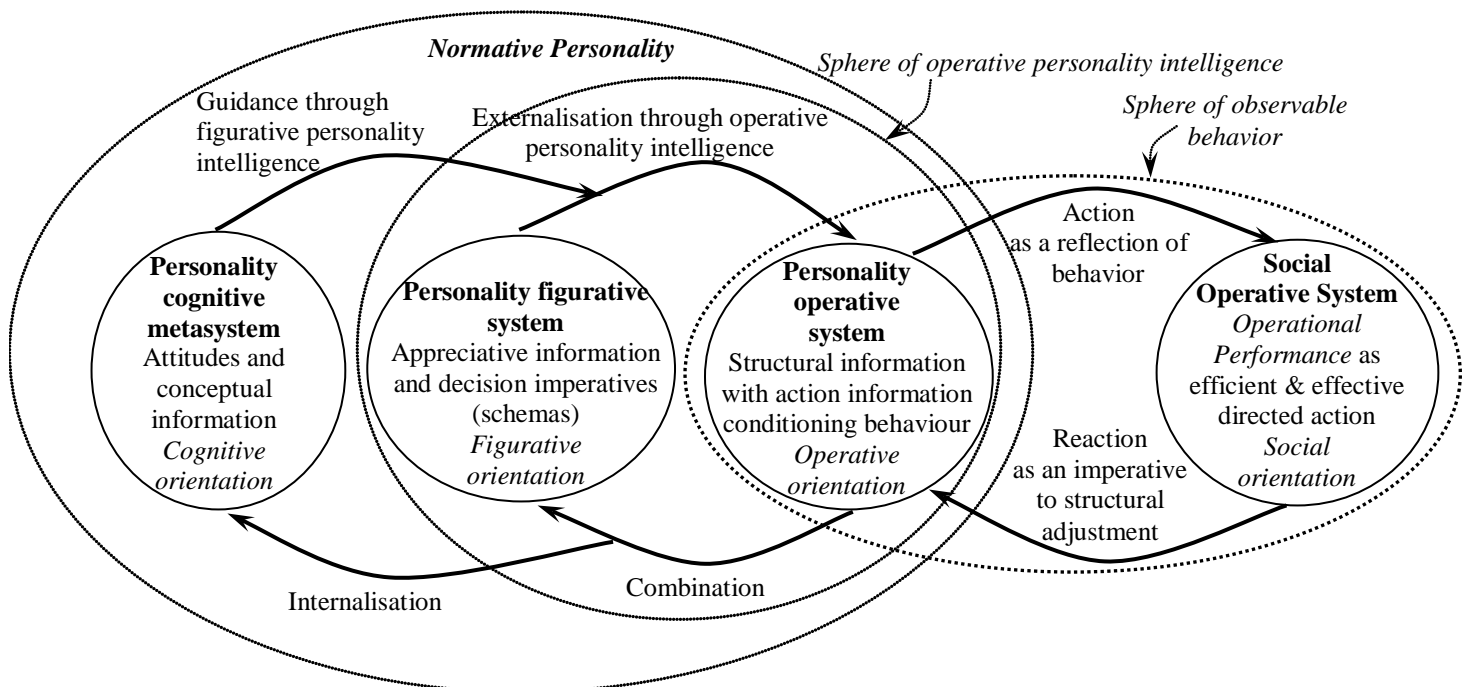 Normative Personality
Sphere of operative personality intelligence
Sphere of observable
behavior
Guidance through
figurative personality
intelligence
Externalisation through operative
personality intelligence
Action
as a reflection of
behavior
Personality
cognitive
metasystem
Attitudes and
conceptual
information
Cognitive
orientation
Personality figurative
system
Appreciative information
and decision imperatives
(schemas)
Figurative
orientation
Personality
operative
system
Structural information
with action information
conditioning behaviour
Operative
orientation
Social
Operative System
Operational
Performance as
efficient & effective
directed action
Social
orientation
Reaction
as an imperative
to structural
adjustment
Internalisation
Combination